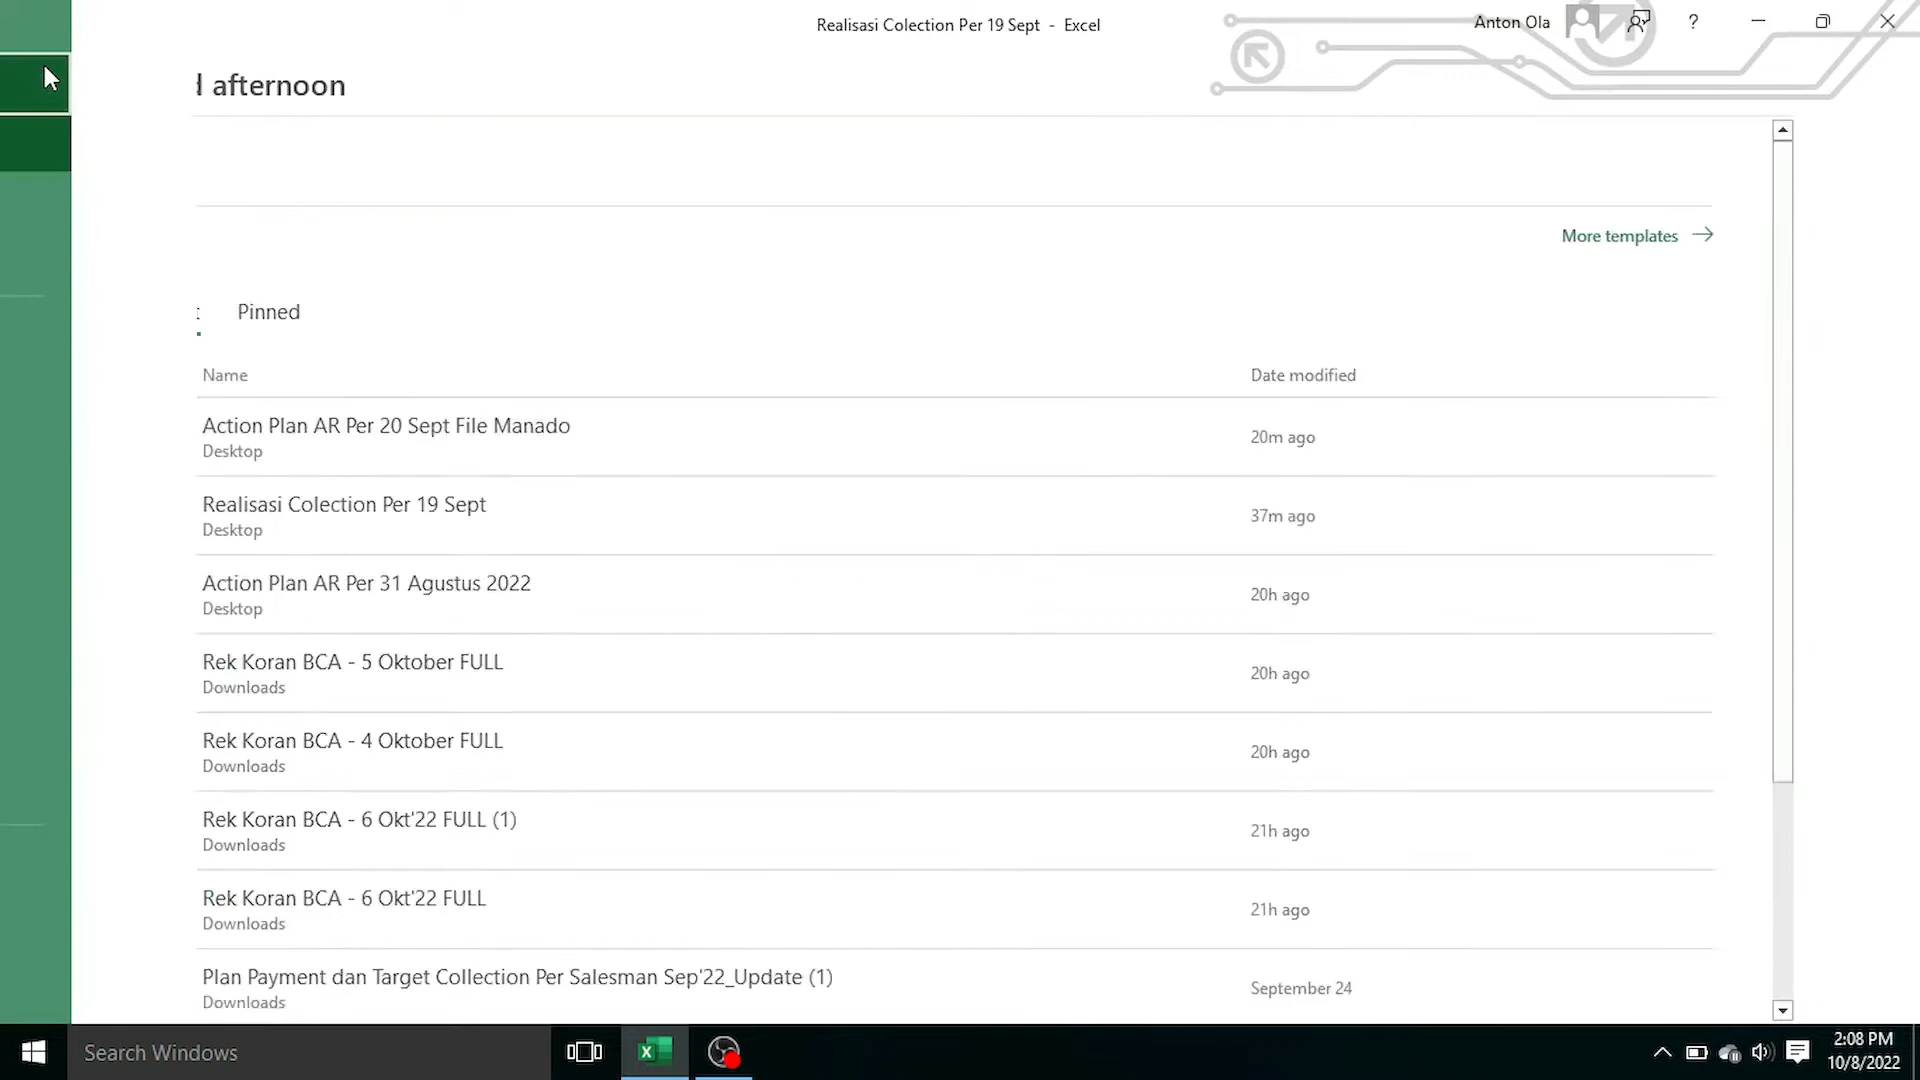 Realisasi Colection Per 19 Sept - Excel
Anton Ola
?
afternoon
More templates
Pinned
Name
Date modified
Action Plan AR Per 20 Sept File Manado
Desktop
20m ago
Realisasi Colection Per 19 Sept
Desktop
37m ago
Action Plan AR Per 31 Agustus 2022
Desktop
20h ago
Rek Koran BCA - 5 Oktober FULL
Downloads
20h ago
Rek Koran BCA - 4 Oktober FULL
Downloads
20h ago
Rek Koran BCA - 6 Okt'22 FULL (1)
Downloads
21h ago
Rek Koran BCA - 6 Okt'22 FULL
Downloads
21h ago
Plan Payment dan Target Collection Per Salesman Sep'22_Update (1)
Downloads
September 24
Search Windows
2:08 PM
10/8/2022